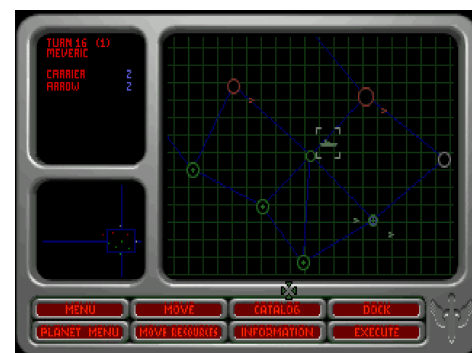 TURN 16 (1)
MEVERIC
CARRIER 2
ARROW 2
MENU
MOVE
CATALOG
DOCK
PLANET MENU
MOVE RESOURCES
INFORMATION
EXECUTE